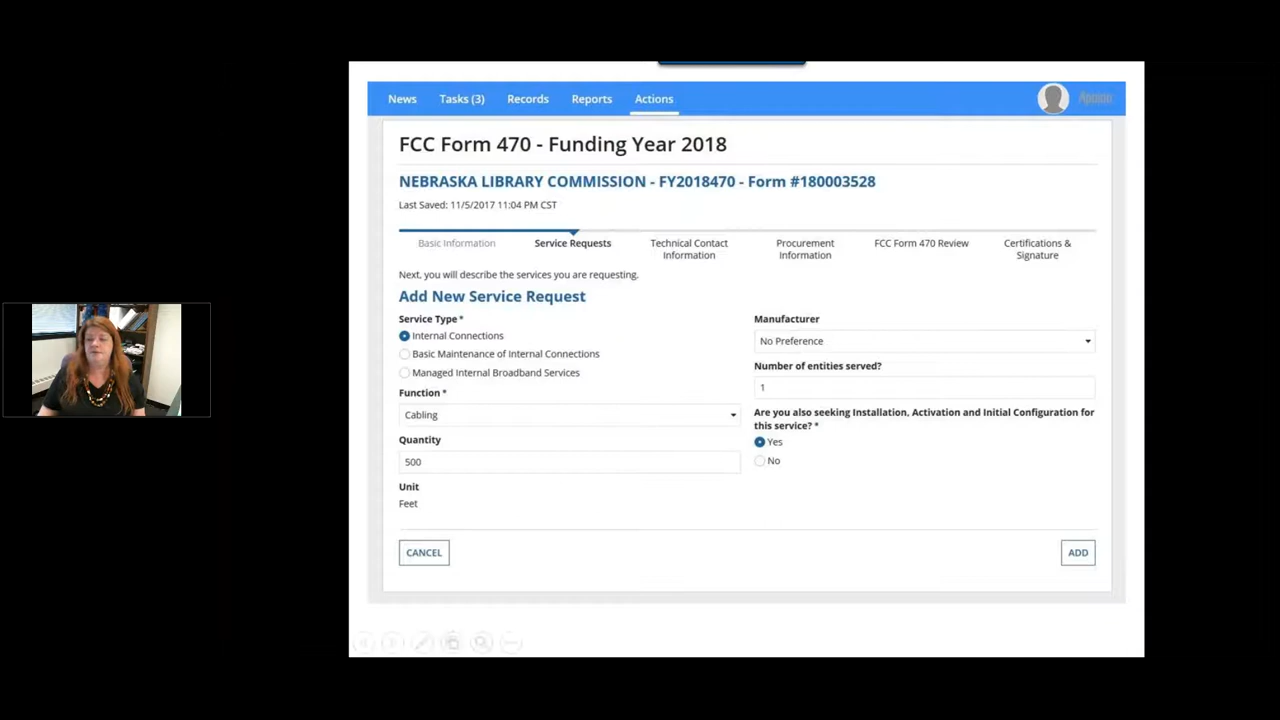 News Tasks (3) Records Reports Actions
Appian
FCC Form 470 - Funding Year 2018
NEBRASKA LIBRARY COMMISSION - FY2018470 - Form #180003528
Last Saved: 11/5/2017 11:04 PM CST
Basic Information
Service Requests
Technical Contact
Information
Procurement
Information
FCC Form 470 Review
Certifications &
Signature
Next, you will describe the services you are requesting.
Add New Service Request
Service Type *
Internal Connections
Basic Maintenance of Internal Connections
Managed Internal Broadband Services
Function *
Cabling
Quantity
500
Unit
Feet
Manufacturer
No Preference
Number of entities served?
1
Are you also seeking Installation, Activation and Initial Configuration for
this service? *
Yes
No
CANCEL
ADD